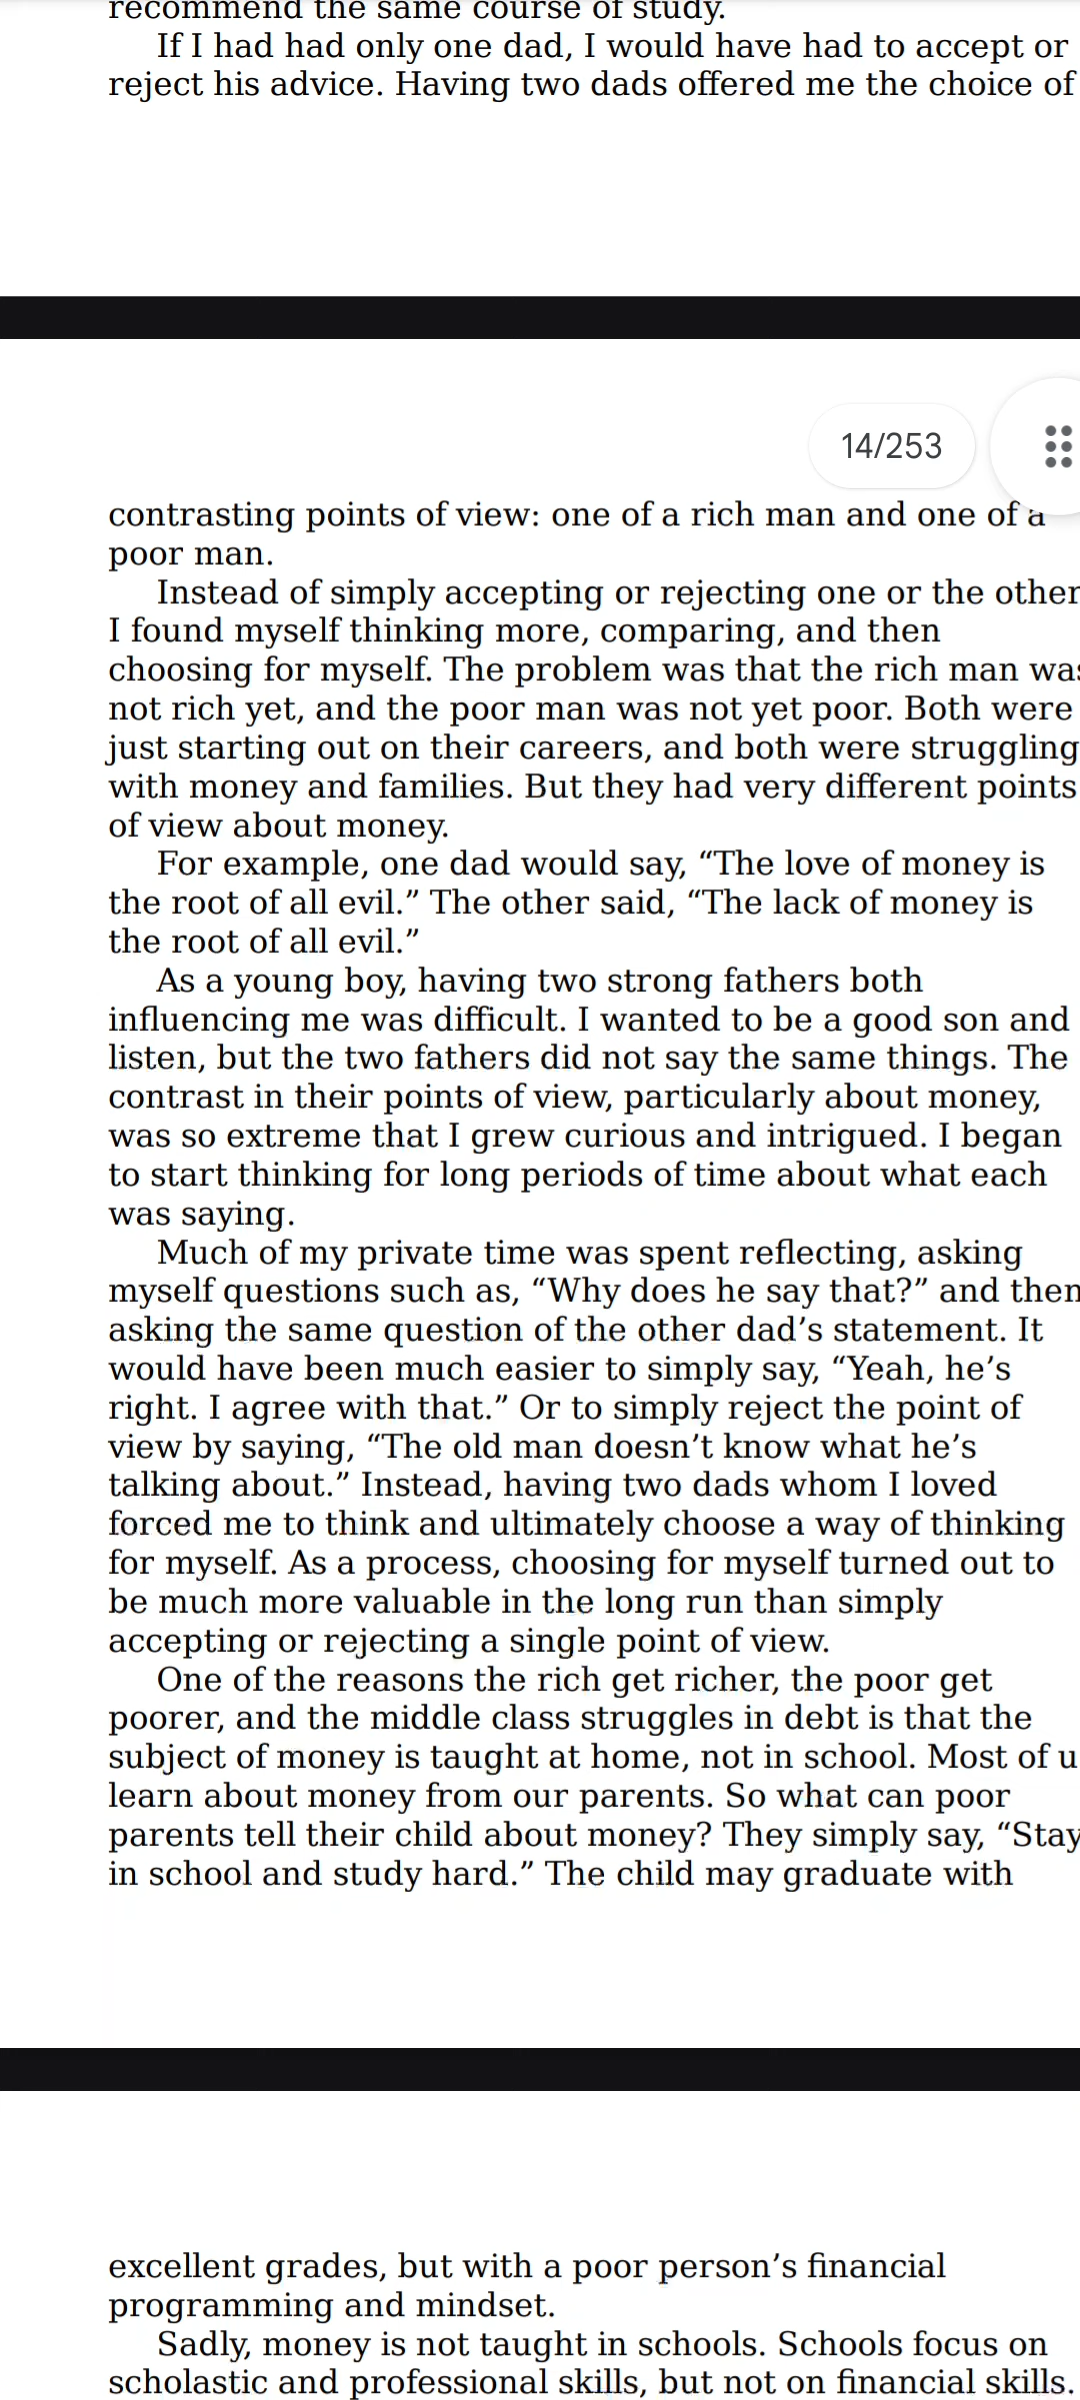 recommend the same course of study.
If I had had only one dad, I would have had to accept or
reject his advice. Having two dads offered me the choice of
14/253
contrasting points of view: one of a rich man and one of a
poor man.
Instead of simply accepting or rejecting one or the other
I found myself thinking more, comparing, and then
choosing for myself. The problem was that the rich man was
not rich yet, and the poor man was not yet poor. Both were
just starting out on their careers, and both were struggling
with money and families. But they had very different points
of view about money.
For example, one dad would say, “The love of money is
the root of all evil.” The other said, “The lack of money is
the root of all evil.”
As a young boy, having two strong fathers both
influencing me was difficult. I wanted to be a good son and
listen, but the two fathers did not say the same things. The
contrast in their points of view, particularly about money,
was so extreme that I grew curious and intrigued. I began
to start thinking for long periods of time about what each
was saying.
Much of my private time was spent reflecting, asking
myself questions such as, “Why does he say that?” and then
asking the same question of the other dad’s statement. It
would have been much easier to simply say, “Yeah, he’s
right. I agree with that.” Or to simply reject the point of
view by saying, “The old man doesn’t know what he’s
talking about.” Instead, having two dads whom I loved
forced me to think and ultimately choose a way of thinking
for myself. As a process, choosing for myself turned out to
be much more valuable in the long run than simply
accepting or rejecting a single point of view.
One of the reasons the rich get richer, the poor get
poorer, and the middle class struggles in debt is that the
subject of money is taught at home, not in school. Most of u
learn about money from our parents. So what can poor
parents tell their child about money? They simply say, “Stay
in school and study hard.” The child may graduate with
excellent grades, but with a poor person’s financial
programming and mindset.
Sadly, money is not taught in schools. Schools focus on
scholastic and professional skills, but not on financial skills.